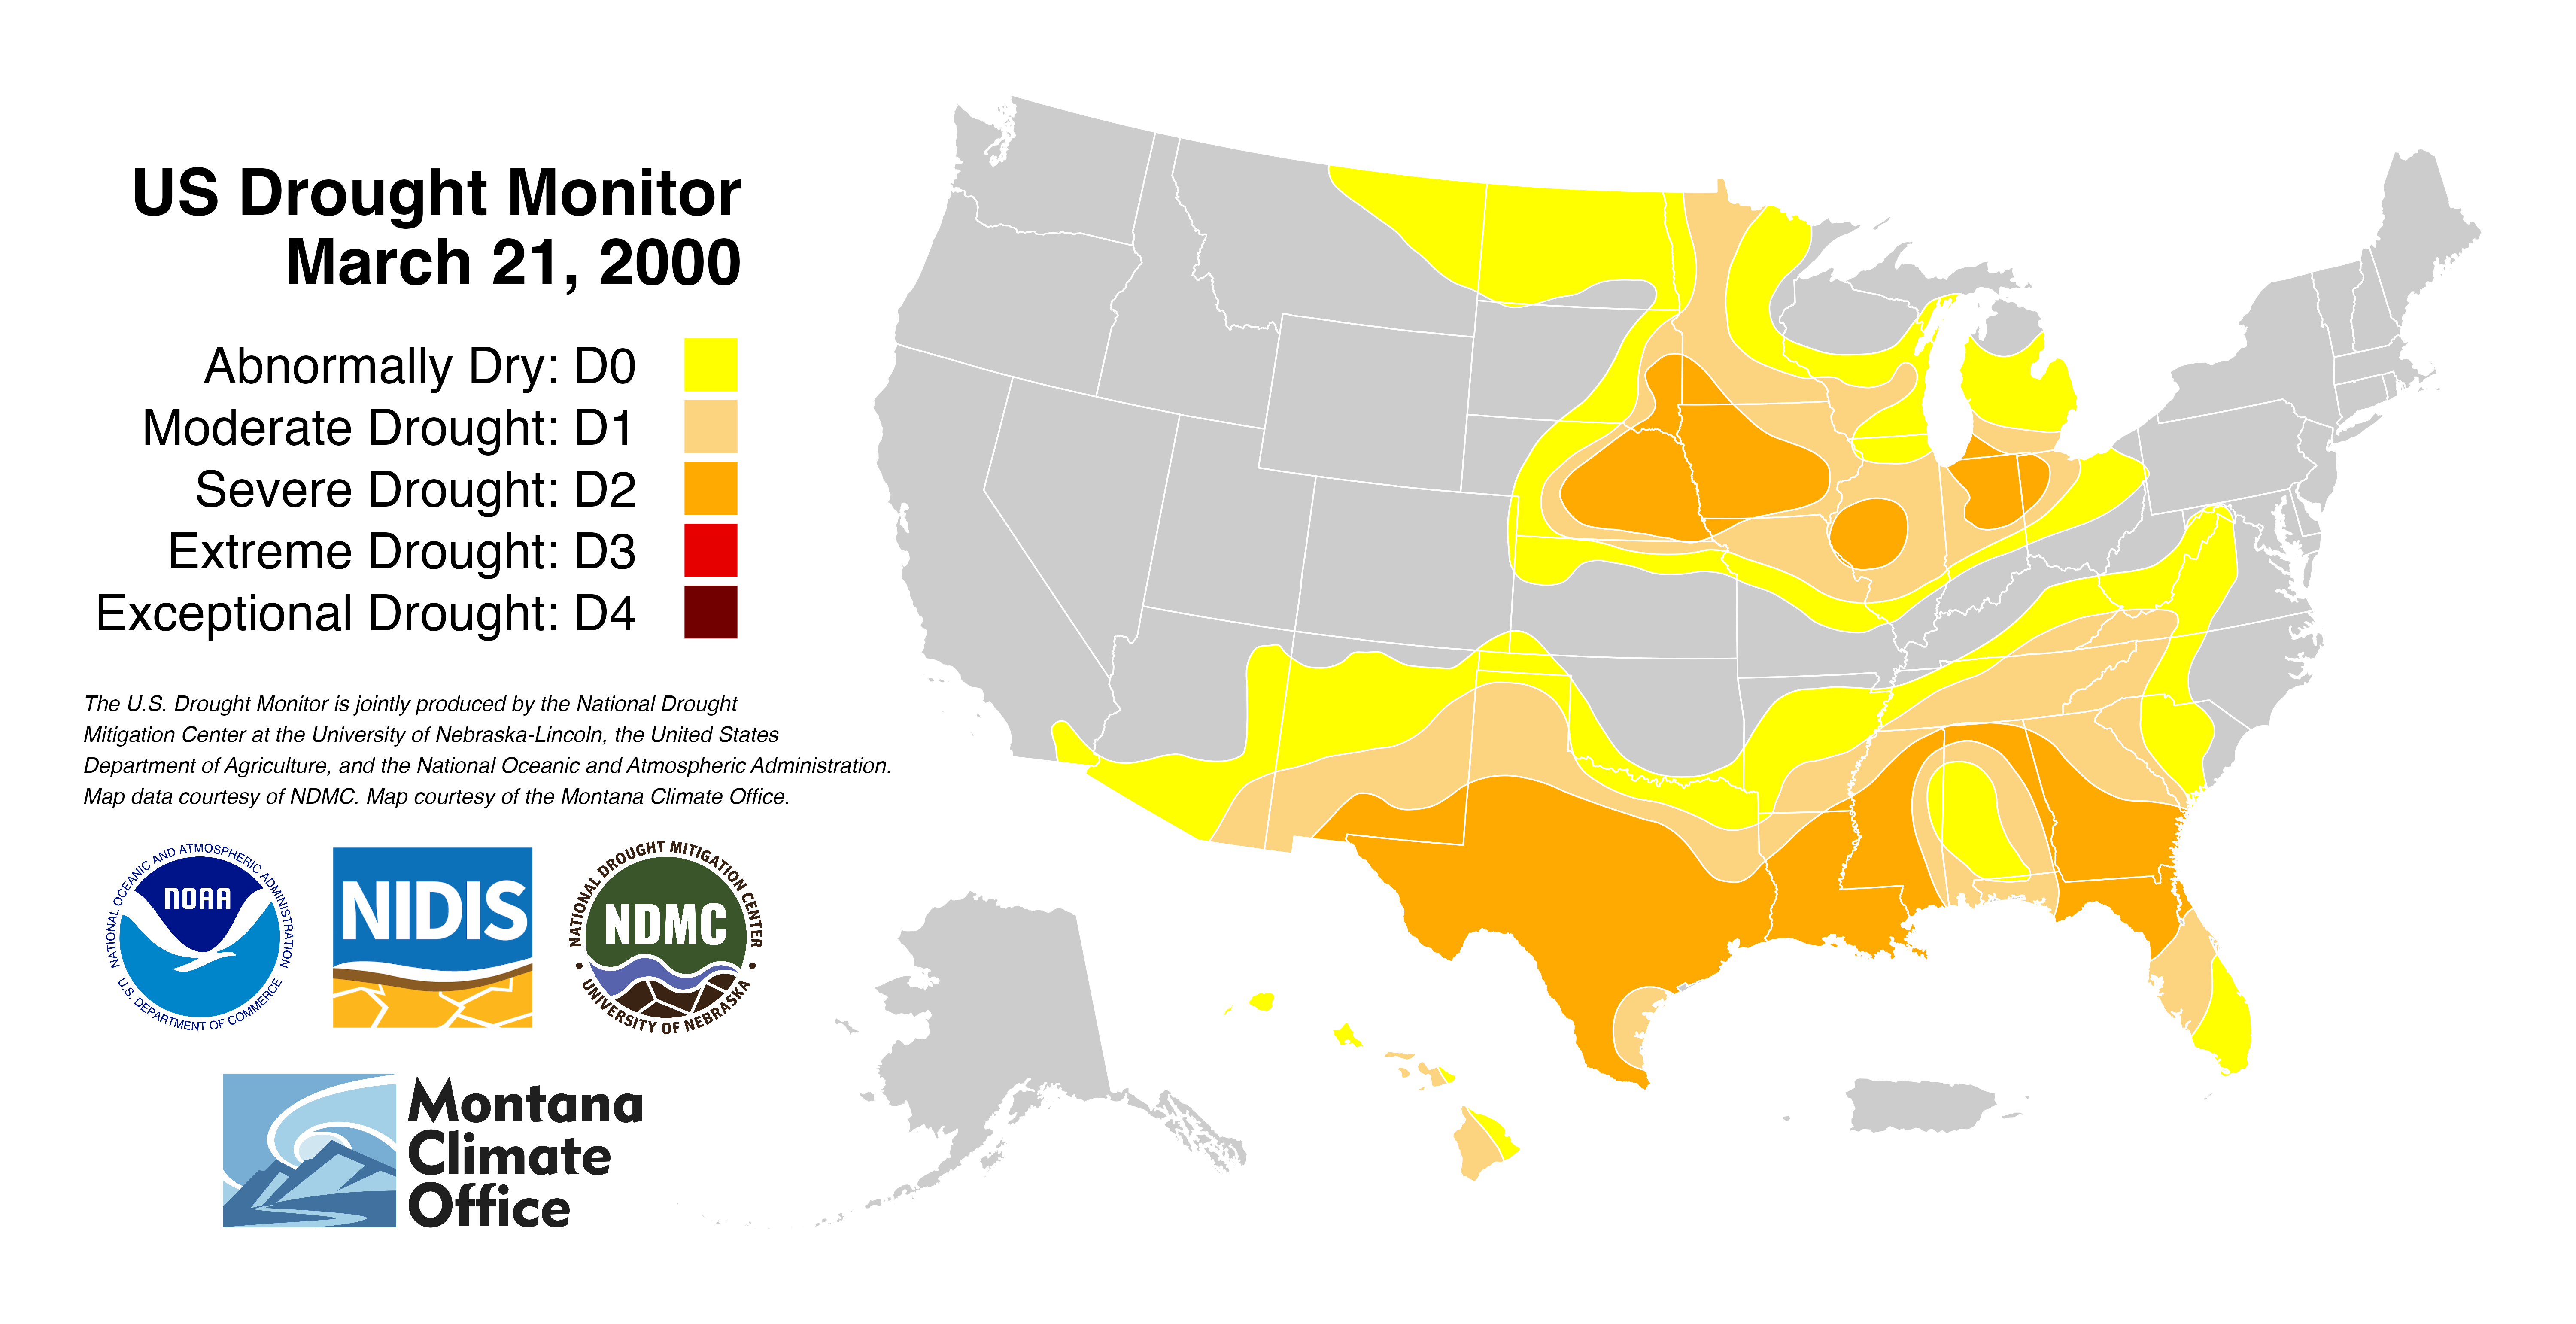 US Drought Monitor
March 21, 2000
Abnormally Dry: D0
Moderate Drought: D1
Severe Drought: D2
Extreme Drought: D3
Exceptional Drought: D4
The U.S. Drought Monitor is jointly produced by the National Drought
Mitigation Center at the University of Nebraska-Lincoln, the United States
Department of Agriculture, and the National Oceanic and Atmospheric Administration.
Map data courtesy of NDMC. Map courtesy of the Montana Climate Office.
NATIONAL OCEANIC AND ATMOSPHERIC ADMINISTRATION
NOAA
U.S. DEPARTMENT OF COMMERCE
NIDIS
NATIONAL DROUGHT MITIGATION CENTER
NDMC
UNIVERSITY OF NEBRASKA
Montana
Climate
Office